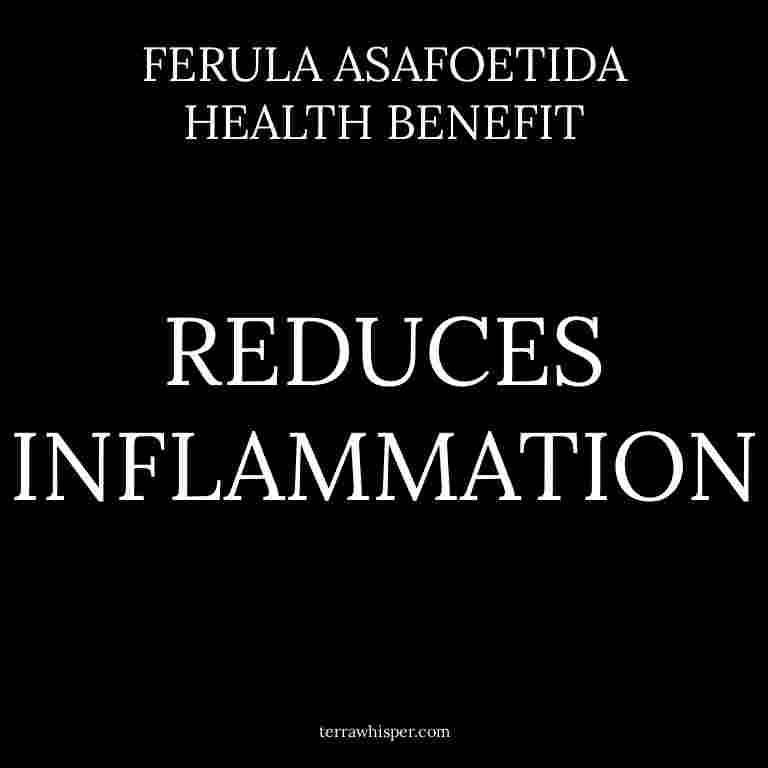 FERULA ASAFOETIDA
HEALTH BENEFIT
REDUCES
INFLAMMATION
terrawhisper.com